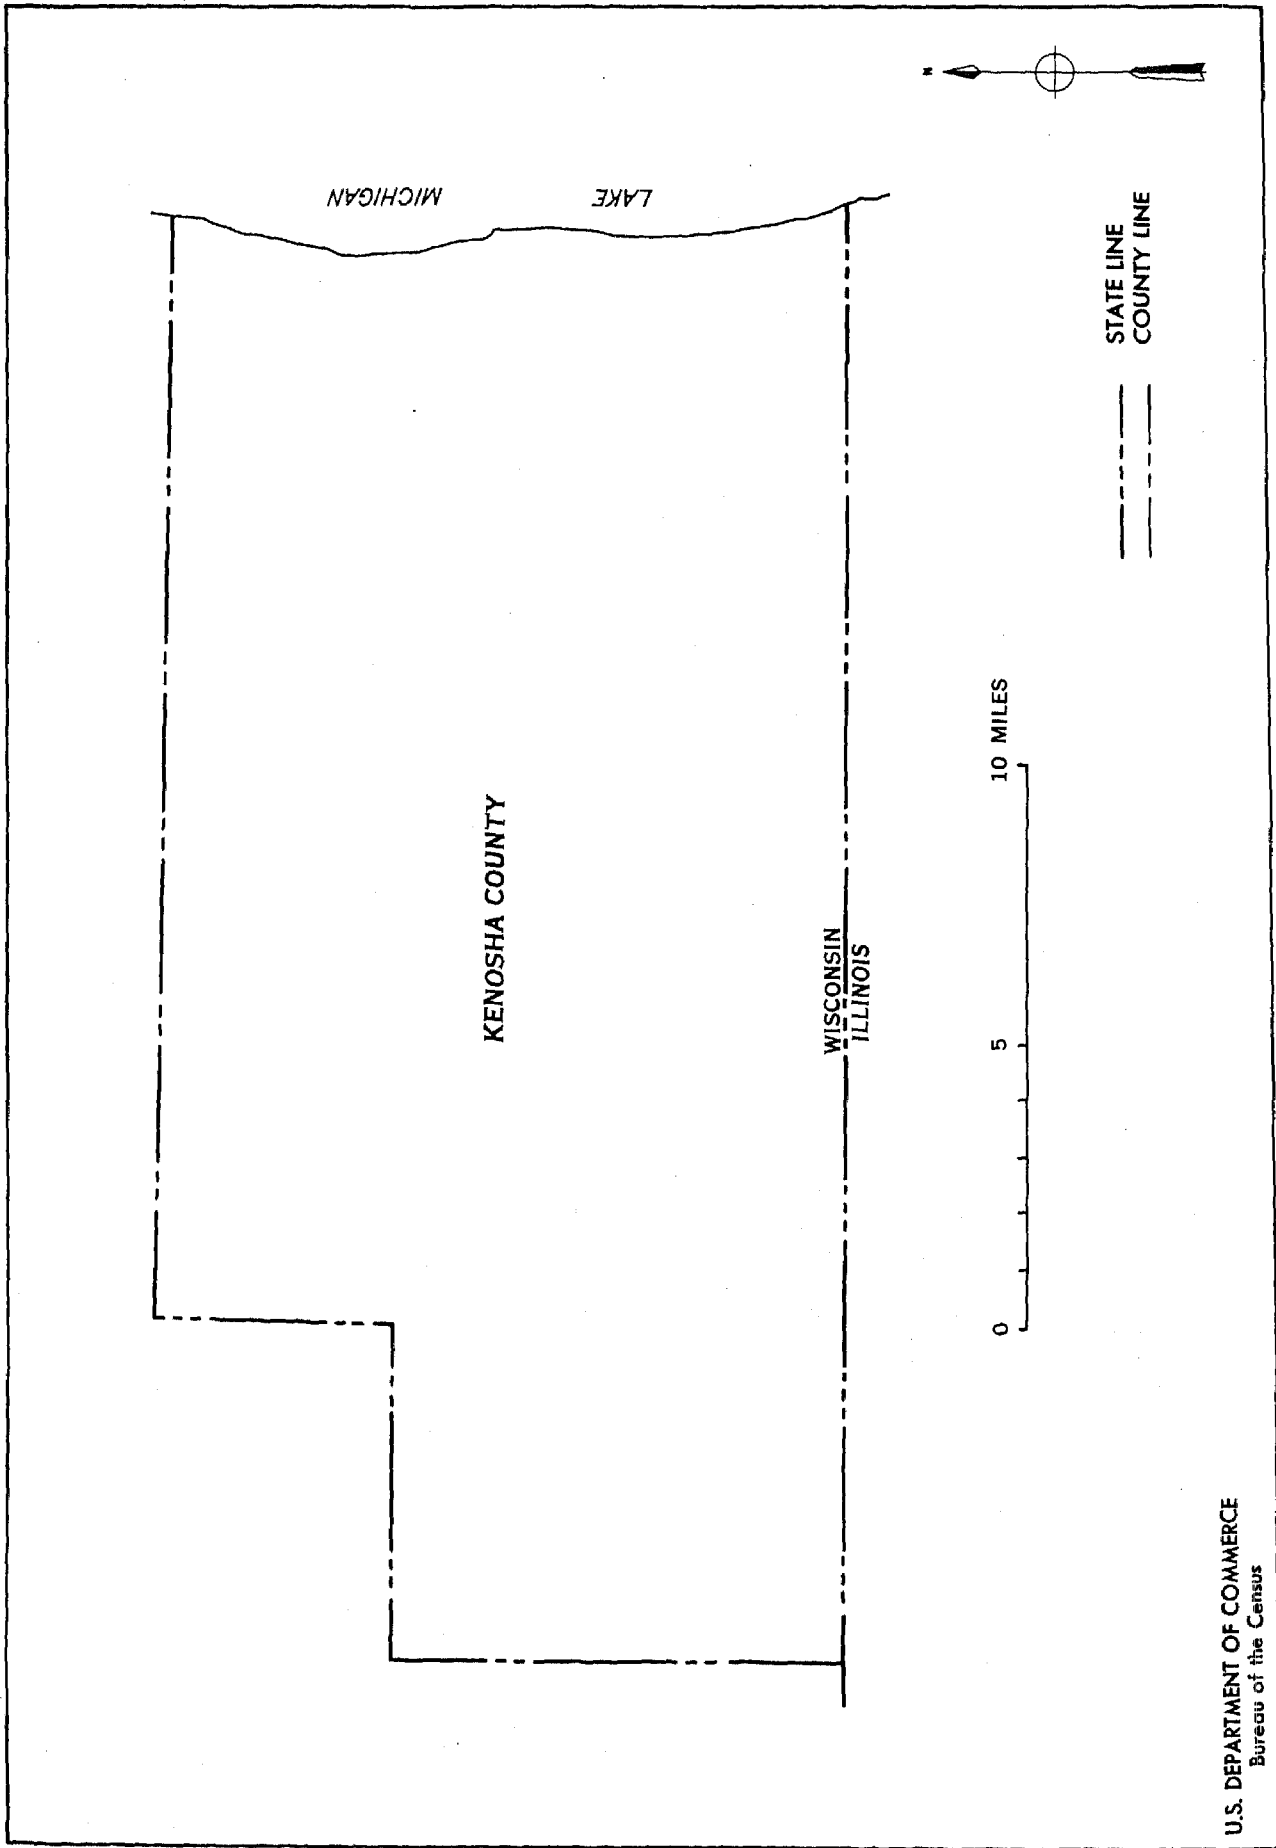 N
LAKE
MICHIGAN
KENOSHA COUNTY
WISCONSIN
ILLINOIS
0 5 10 MILES
STATE LINE
COUNTY LINE
U.S. DEPARTMENT OF COMMERCE
Bureau of the Census